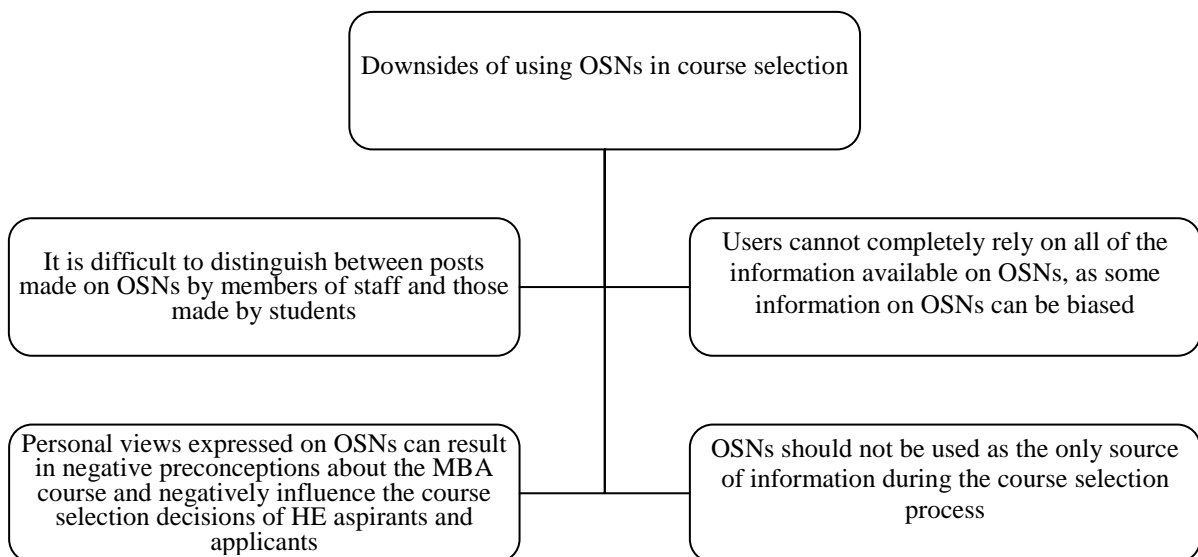 Downsides of using OSNs in course selection
It is difficult to distinguish between posts
made on OSNs by members of staff and those
made by students
Users cannot completely rely on all of the
information available on OSNs, as some
information on OSNs can be biased
Personal views expressed on OSNs can result
in negative preconceptions about the MBA
course and negatively influence the course
selection decisions of HE aspirants and
applicants
OSNs should not be used as the only source
of information during the course selection
process